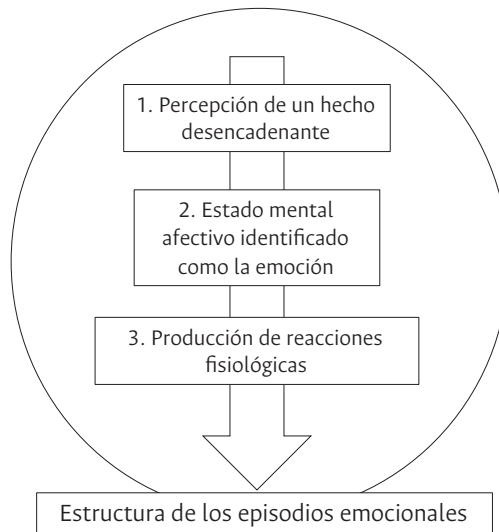 1. Percepción de un hecho
desencadenante
2. Estado mental
afectivo identificado
como la emoción
3. Producción de reacciones
fisiológicas
Estructura de los episodios emocionales